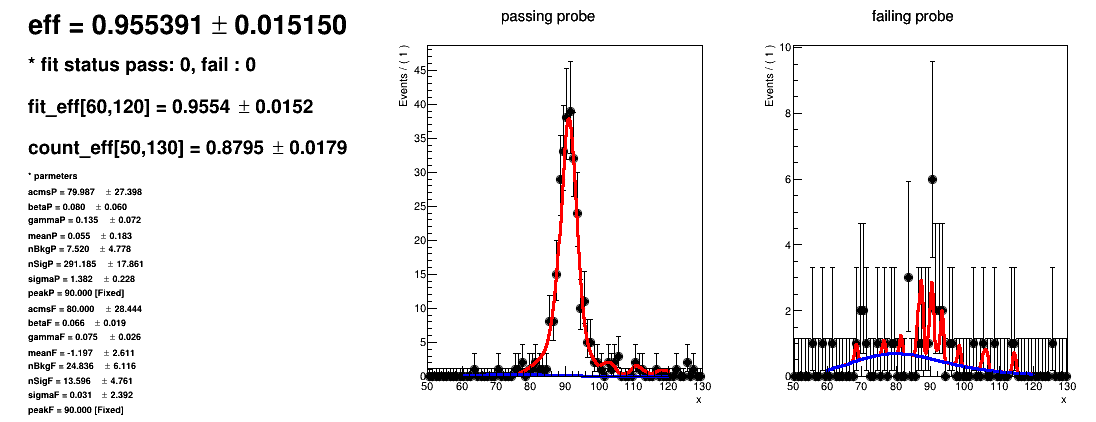 eff = 0.955391 ± 0.015150
* fit status pass: 0, fail : 0
fit_eff[60,120] = 0.9554 ± 0.0152
count_eff[50,130] = 0.8795 ± 0.0179
* parmeters
acmsP = 79.987 ± 27.398
betaP = 0.080 ± 0.060
gammaP = 0.135 ± 0.072
meanP = 0.055 ± 0.183
nBkgP = 7.520 ± 4.778
nSigP = 291.185 ± 17.861
sigmaP = 1.382 ± 0.228
peakP = 90.000 [Fixed]
acmsF = 80.000 ± 28.444
betaF = 0.066 ± 0.019
gammaF = 0.075 ± 0.026
meanF = -1.197 ± 2.611
nBkgF = 24.836 ± 6.116
nSigF = 13.596 ± 4.761
sigmaF = 0.031 ± 2.392
peakF = 90.000 [Fixed]
passing probe
Events / ( 1 )
45
40
35
30
25
20
15
10
5
0
50 60 70 80 90 100 110 120 130
x
failing probe
Events / ( 1 )
10
8
6
4
2
0
50 60 70 80 90 100 110 120 130
x